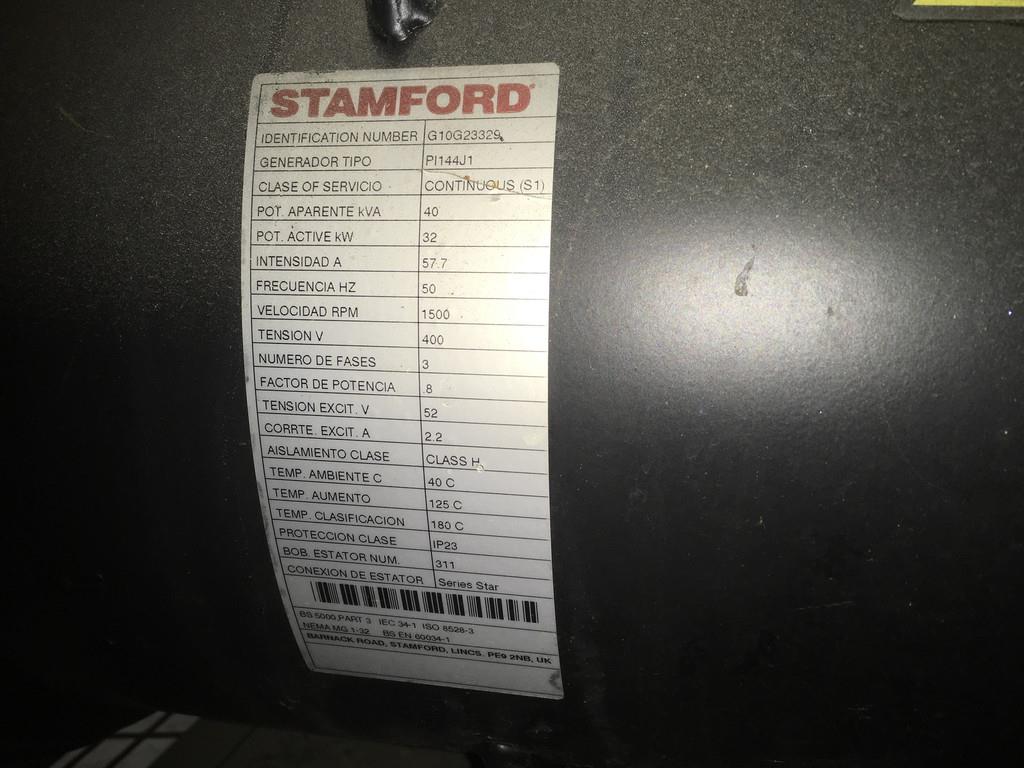 STAMFORD
IDENTIFICATION NUMBER G10G23329
GENERADOR TIPO PI144J1
CLASE OF SERVICIO CONTINUOUS (S1)
POT. APARENTE kVA 40
POT. ACTIVE kW 32
INTENSIDAD A 57.7
FRECUENCIA HZ 50
VELOCIDAD RPM 1500
TENSION V 400
NUMERO DE FASES 3
FACTOR DE POTENCIA .8
TENSION EXCIT. V 52
CORRTE. EXCIT. A 2.2
AISLAMIENTO CLASE CLASS H
TEMP. AMBIENTE C 40 C
TEMP. AUMENTO 125 C
TEMP. CLASIFICACION 180 C
PROTECCION CLASE IP23
BOB. ESTATOR NUM. 311
CONEXION DE ESTATOR Series Star
BS 5000,PART 3 IEC 34-1 ISO 8528-3
NEMA MG 1-32 BS EN 60034-1
BARNACK ROAD, STAMFORD, LINCS. PE9 2NB, UK